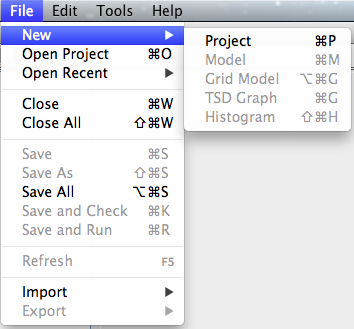 File Edit Tools Help
New ▶
Open Project ⌘O
Open Recent ▶
Close ⌘W
Close All ⇧⌘W
Save ⌘S
Save As ⇧⌘S
Save All ⌥⌘S
Save and Check ⌘K
Save and Run ⌘R
Refresh F5
Import ▶
Export ▶
Project ⌘P
Model ⌘M
Grid Model ⌥⌘G
TSD Graph ⌘G
Histogram ⇧⌘H